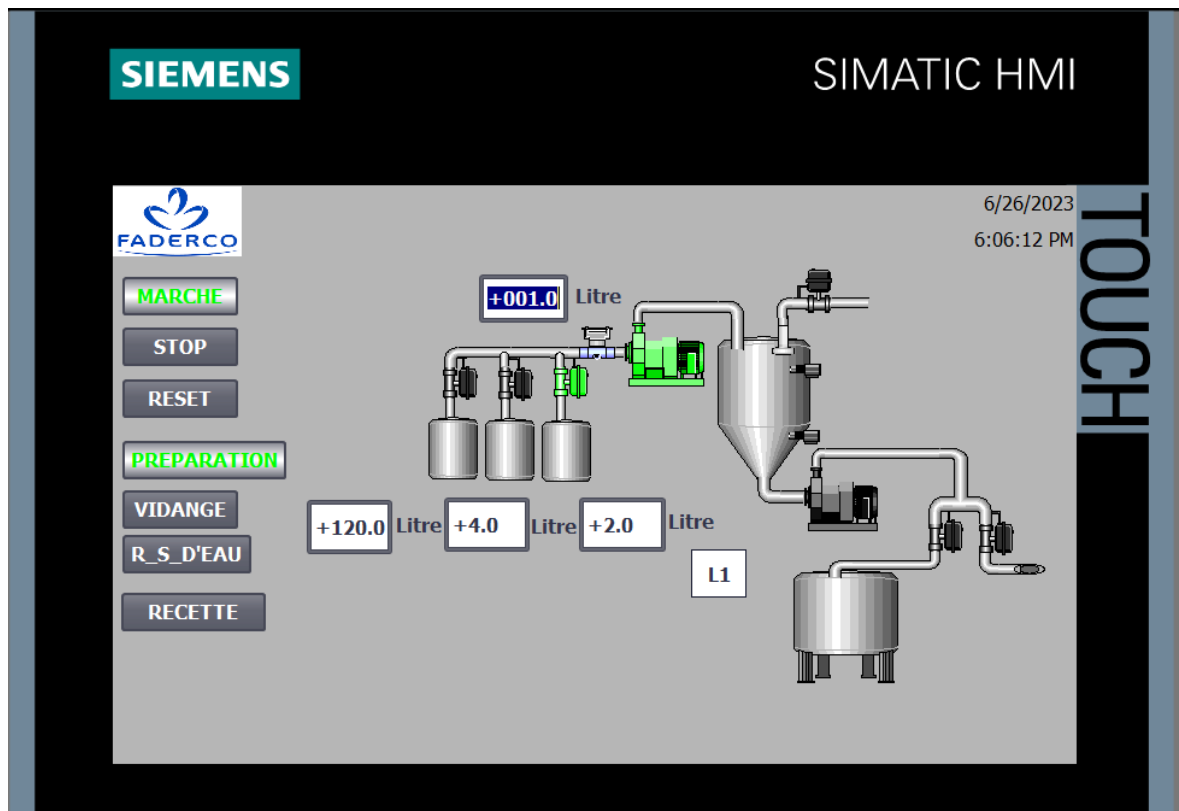 SIEMENS
SIMATIC HMI
TOUCH
FADERCO
6/26/2023
6:06:12 PM
MARCHE
+001.0 Litre
STOP
RESET
PREPARATION
VIDANGE
+120.0 Litre +4.0 Litre +2.0 Litre
R_S_D'EAU
L1
RECETTE